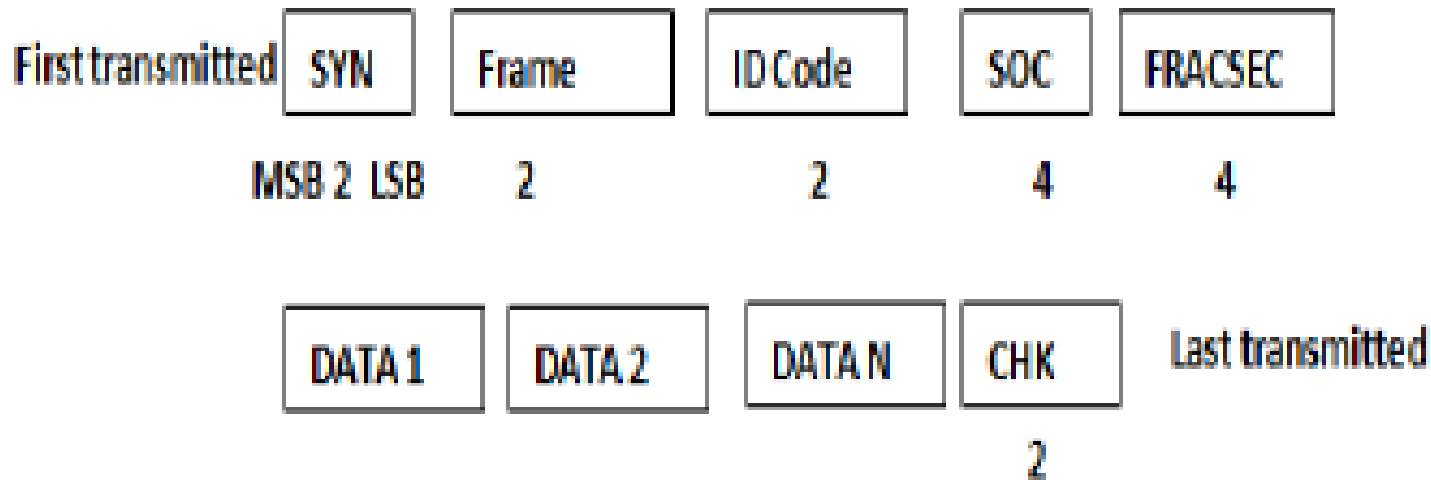 First transmitted SYN Frame ID Code SOC FRACSEC
MSB 2 LSB 2 2 4 4
DATA 1 DATA 2 DATA N CHK Last transmitted
2